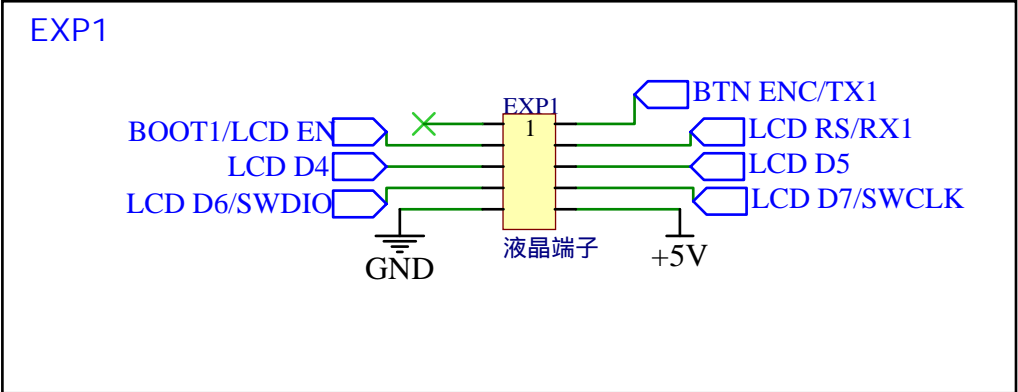 EXP1
EXP1
1
BTN ENC/TX1
BOOT1/LCD EN
LCD RS/RX1
LCD D4
LCD D5
LCD D6/SWDIO
LCD D7/SWCLK
液晶端子
GND
+5V